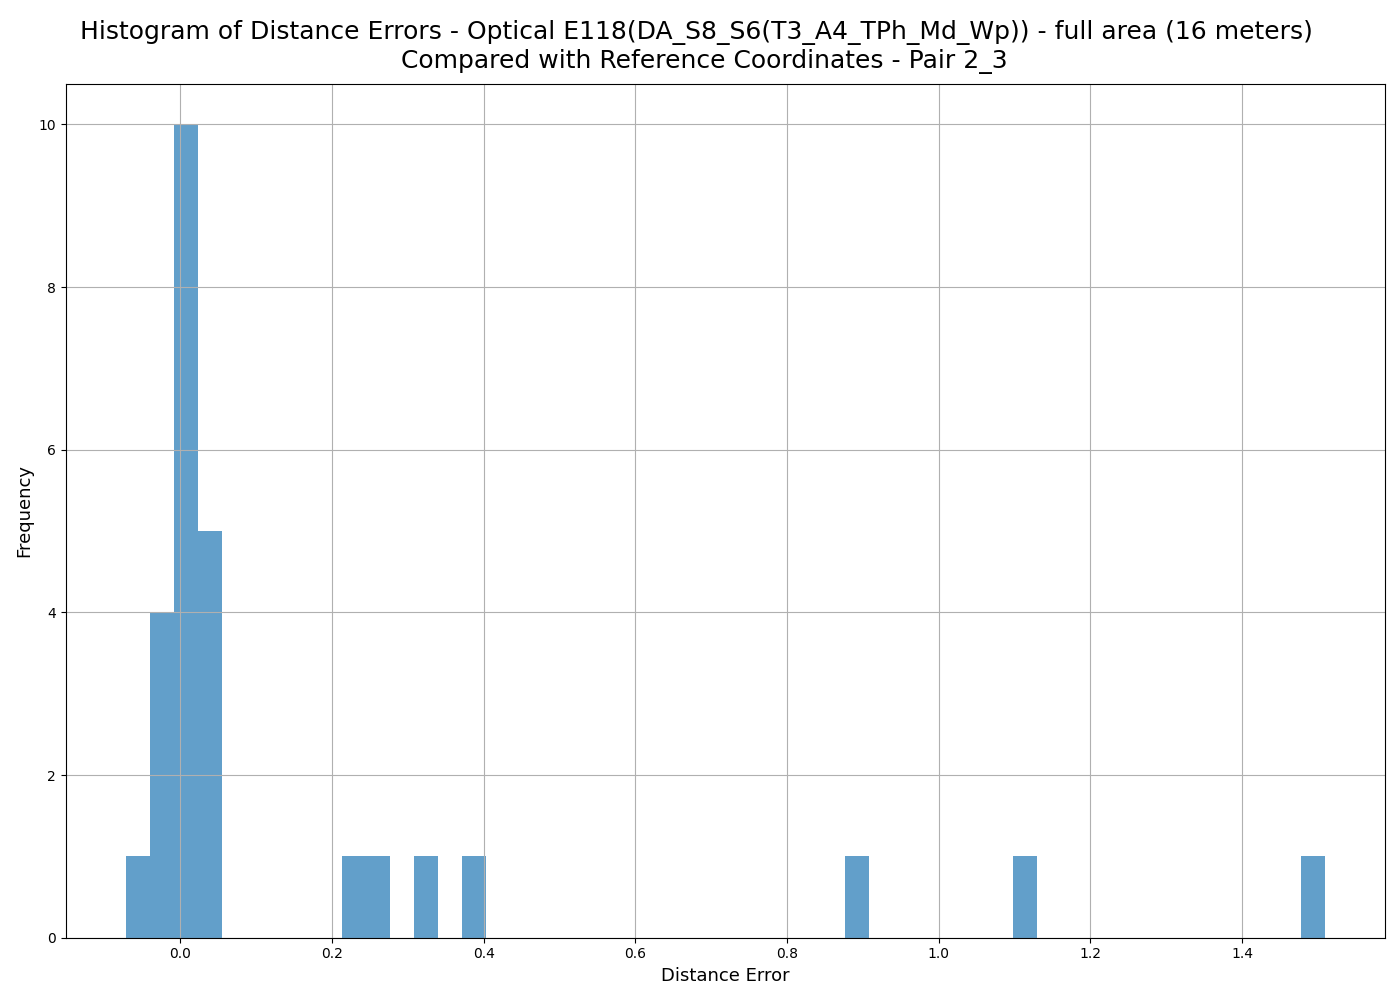 Histogram of Distance Errors - Optical E118(DA_S8_S6(T3_A4_TPh_Md_Wp)) - full area (16 meters)
Compared with Reference Coordinates - Pair 2_3
10
8
6
4
2
0
Frequency
0.0 0.2 0.4 0.6 0.8 1.0 1.2 1.4
Distance Error